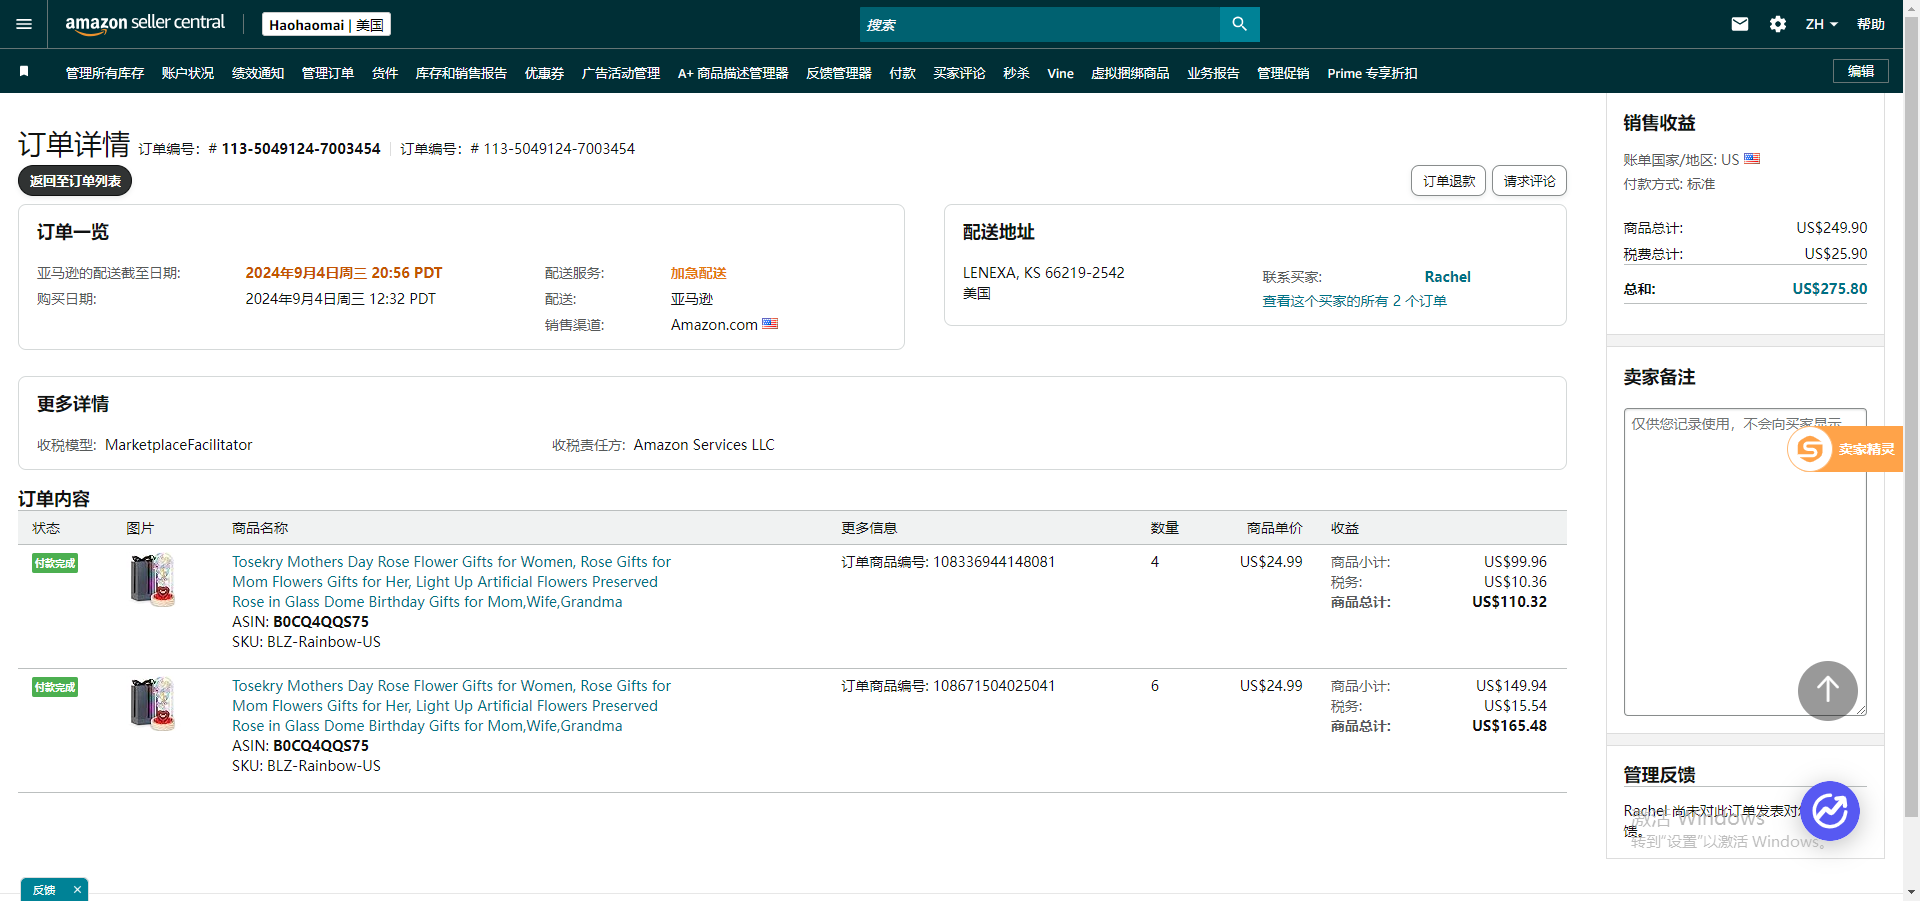 amazon seller central
Haohaomai | 美国
搜索
ZH
帮助
管理所有库存 账户状况 绩效通知 管理订单 货件 库存和销售报告 优惠券 广告活动管理 A+ 商品描述管理器 反馈管理器 付款 买家评论 秒杀 Vine 虚拟捆绑商品 业务报告 管理促销 Prime 专享折扣
编辑
订单详情 订单编号: # 113-5049124-7003454 订单编号: # 113-5049124-7003454
返回至订单列表
订单退款
请求评论
订单一览
亚马逊的配送截至日期: 2024年9月4日周三 20:56 PDT
购买日期: 2024年9月4日周三 12:32 PDT
配送服务: 加急配送
配送: 亚马逊
销售渠道: Amazon.com
配送地址
LENEXA, KS 66219-2542
美国
联系买家: Rachel
查看这个买家的所有 2 个订单
更多详情
收税模型: MarketplaceFacilitator
收税责任方: Amazon Services LLC
订单内容
状态 图片 商品名称 更多信息 数量 商品单价 收益
付款完成
Tosekry Mothers Day Rose Flower Gifts for Women, Rose Gifts for
Mom Flowers Gifts for Her, Light Up Artificial Flowers Preserved
Rose in Glass Dome Birthday Gifts for Mom,Wife,Grandma
ASIN: B0CQ4QQS75
SKU: BLZ-Rainbow-US
订单商品编号: 108336944148081
4
US$24.99
商品小计: US$99.96
税务: US$10.36
商品总计: US$110.32
付款完成
Tosekry Mothers Day Rose Flower Gifts for Women, Rose Gifts for
Mom Flowers Gifts for Her, Light Up Artificial Flowers Preserved
Rose in Glass Dome Birthday Gifts for Mom,Wife,Grandma
ASIN: B0CQ4QQS75
SKU: BLZ-Rainbow-US
订单商品编号: 108671504025041
6
US$24.99
商品小计: US$149.94
税务: US$15.54
商品总计: US$165.48
销售收益
账单国家/地区: US
付款方式: 标准
商品总计: US$249.90
税费总计: US$25.90
总和: US$275.80
卖家备注
仅供您记录使用，不会向买家显示
卖家精灵
管理反馈
Rachel 尚未对此订单发表对
馈。
激活 Windows
转到"设置"以激活 Windows。
反馈 ×